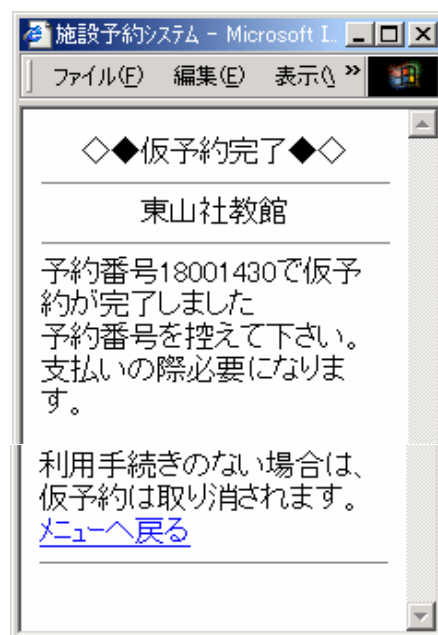 施設予約システム - Microsoft I...
ファイル(F) 編集(E) 表示(V »
◇◆仮予約完了◆◇
東山社教館
予約番号18001430で仮予
約が完了しました
予約番号を控えて下さい。
支払いの際必要になりま
す。
利用手続きのない場合は、
仮予約は取り消されます。
メニューへ戻る